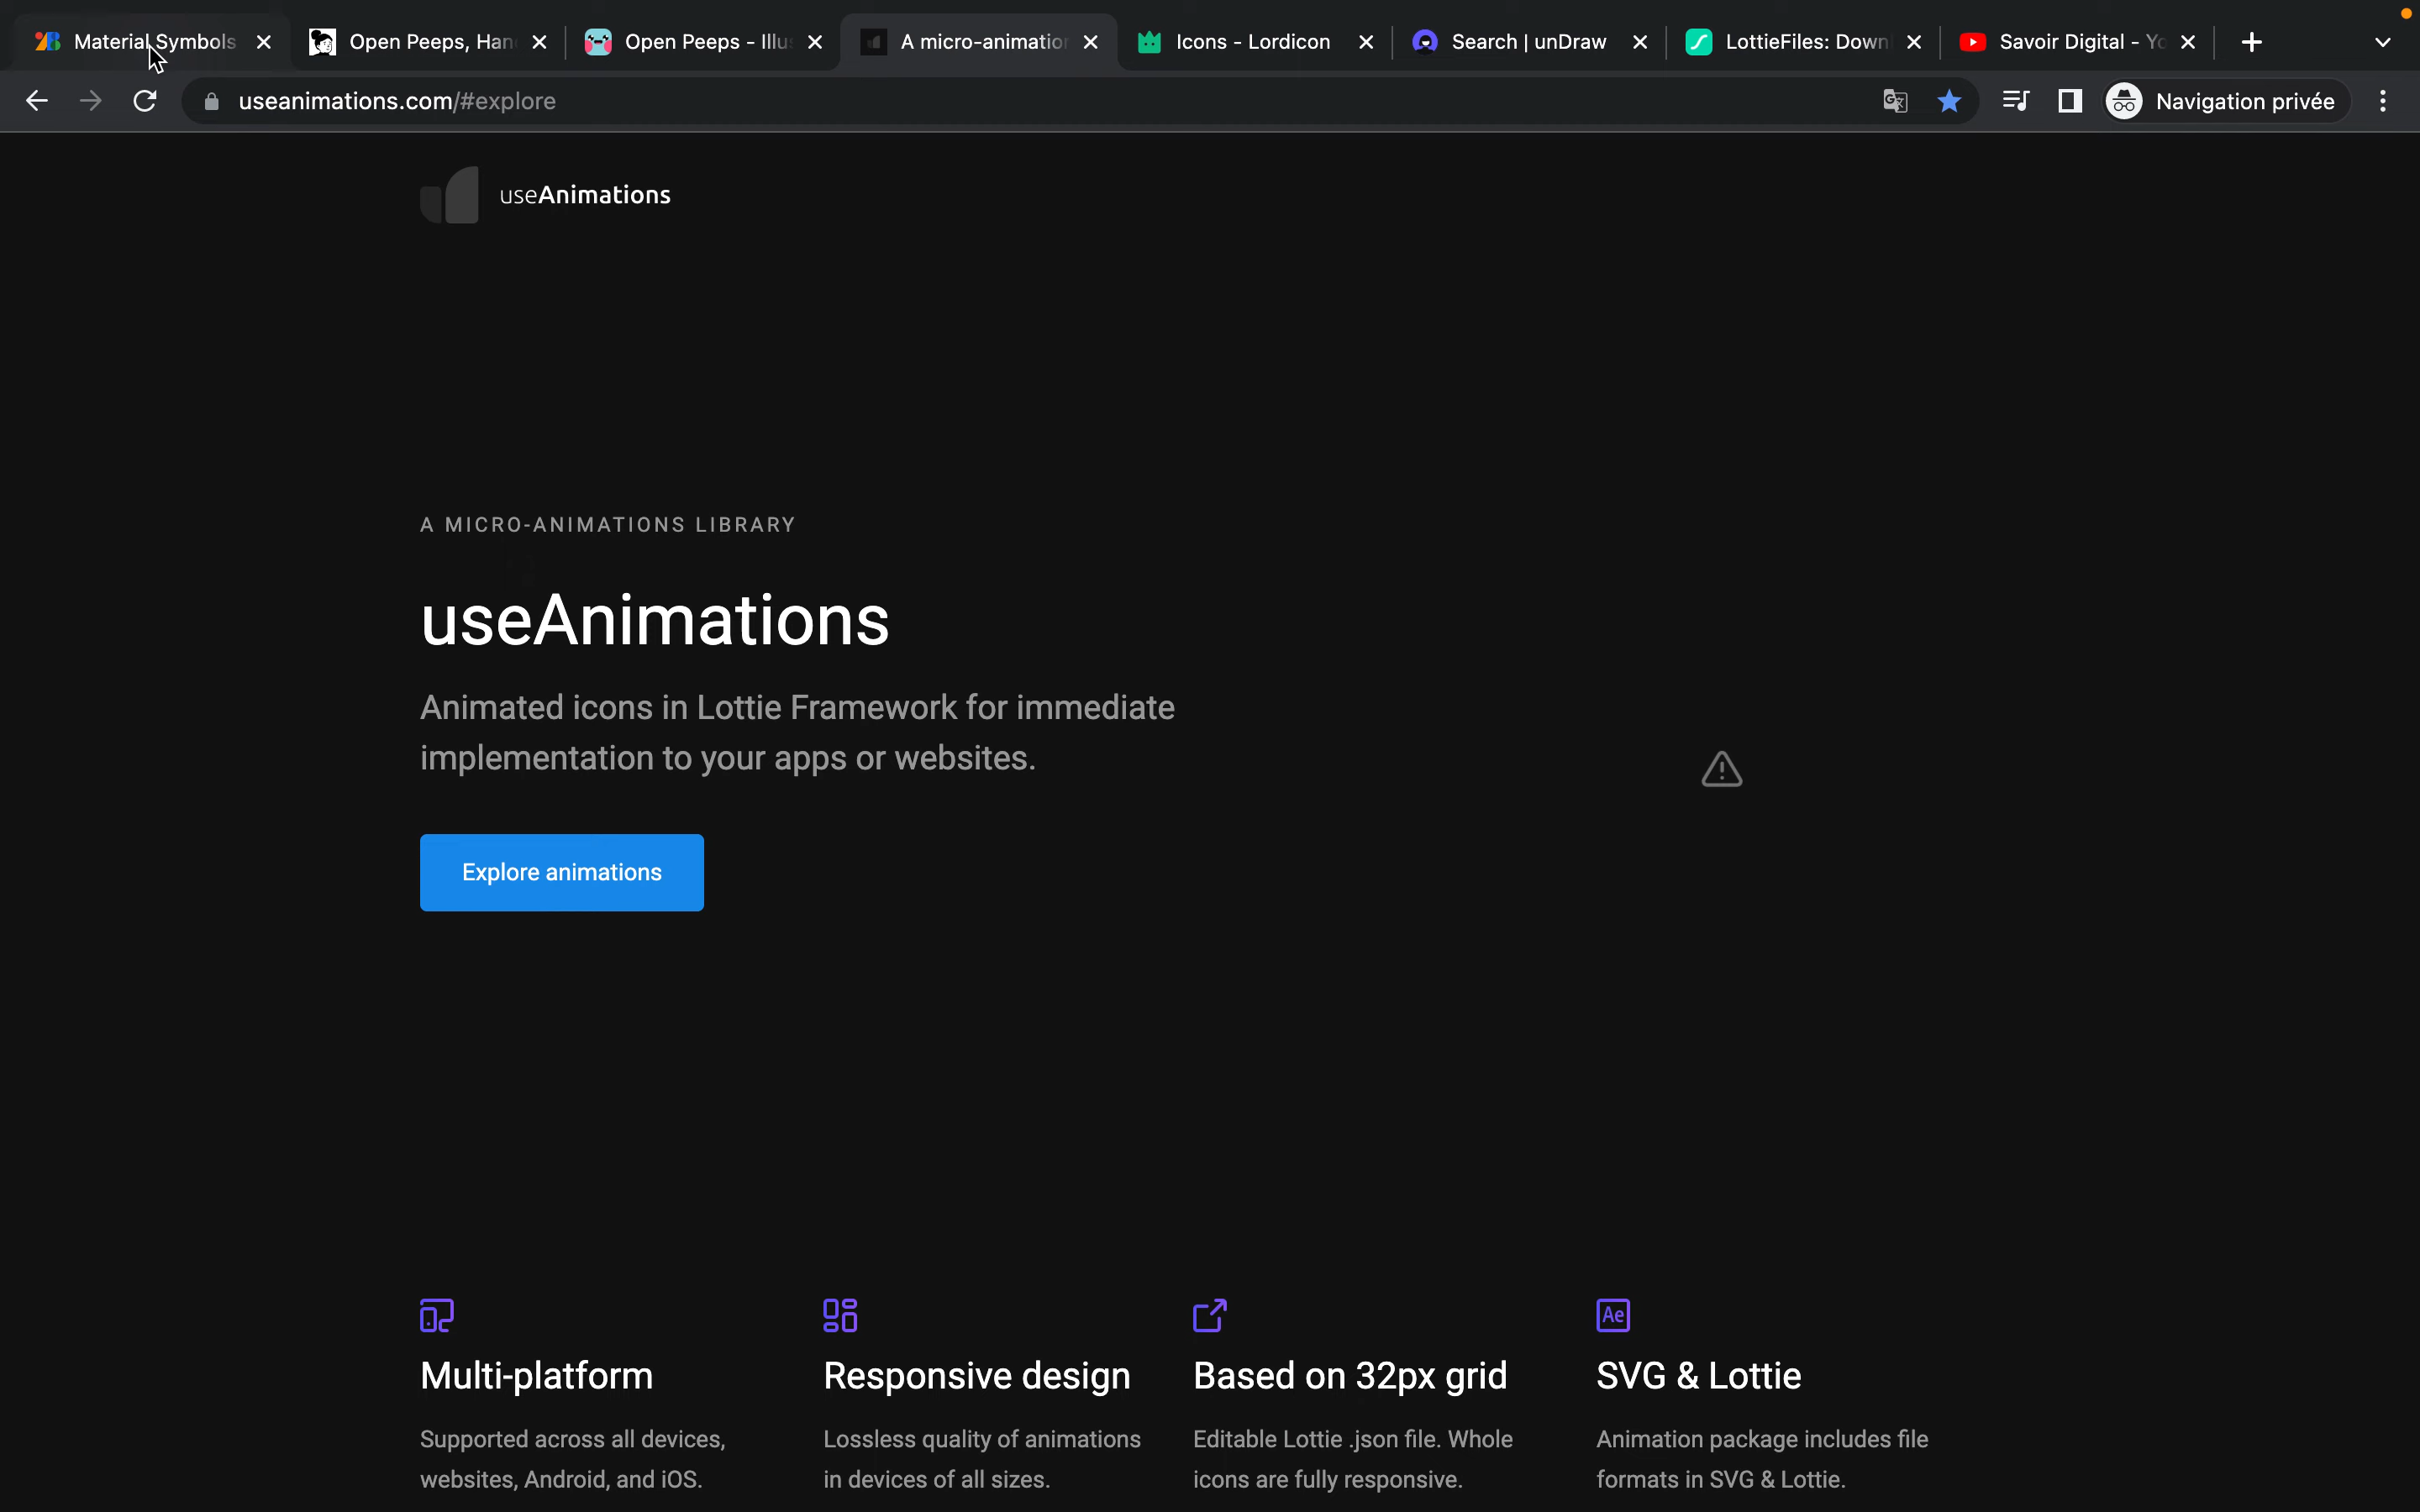 Material Symbols
Open Peeps, Han
Open Peeps - Illus
A micro-animation
Icons - Lordicon
Search | unDraw
LottieFiles: Down
Savoir Digital - Yo
useanimations.com/#explore
Navigation privée
useAnimations
A MICRO-ANIMATIONS LIBRARY
useAnimations
Animated icons in Lottie Framework for immediate
implementation to your apps or websites.
Explore animations
Ae
Multi-platform
Supported across all devices,
websites, Android, and iOS.
Responsive design
Lossless quality of animations
in devices of all sizes.
Based on 32px grid
Editable Lottie .json file. Whole
icons are fully responsive.
SVG & Lottie
Animation package includes file
formats in SVG & Lottie.